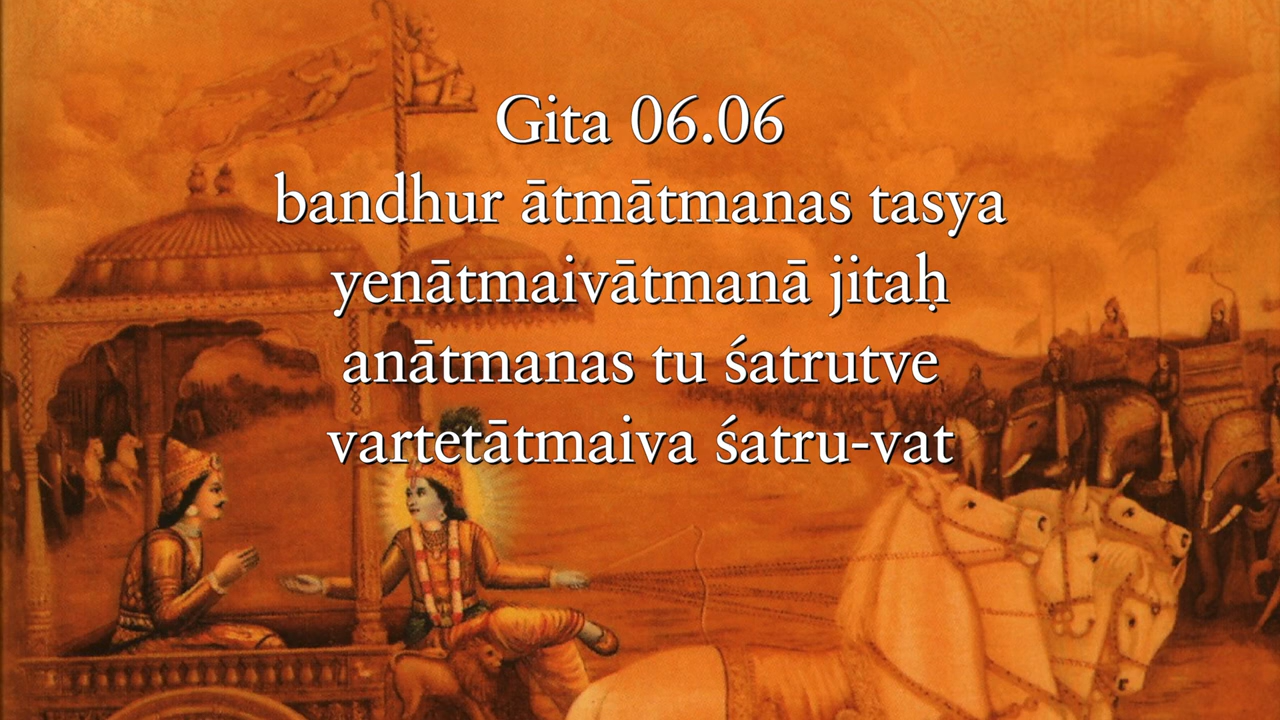 Gita 06.06
bandhur ātmātmanas tasya
yenātmaivātmanā jitaḥ
anātmanas tu śatrutve
vartetātmaiva śatru-vat